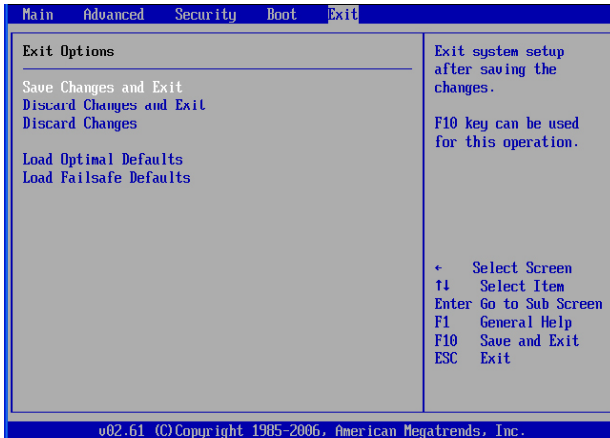 Main Advanced Security Boot Exit
Exit Options
Save Changes and Exit
Discard Changes and Exit
Discard Changes
Load Optimal Defaults
Load Failsafe Defaults
Exit system setup
after saving the
changes.
F10 key can be used
for this operation.
← Select Screen
↑↓ Select Item
Enter Go to Sub Screen
F1 General Help
F10 Save and Exit
ESC Exit
v02.61 (C)Copyright 1985-2006, American Megatrends, Inc.